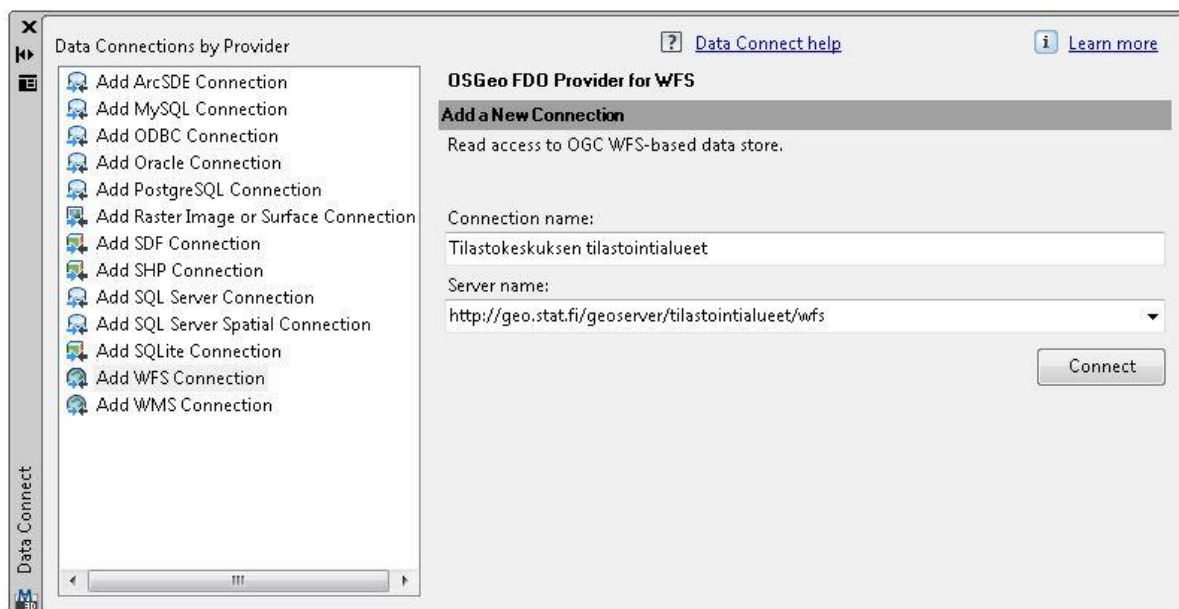 Data Connections by Provider
Add ArcSDE Connection
Add MySQL Connection
Add ODBC Connection
Add Oracle Connection
Add PostgreSQL Connection
Add Raster Image or Surface Connection
Add SDF Connection
Add SHP Connection
Add SQL Server Connection
Add SQL Server Spatial Connection
Add SQLite Connection
Add WFS Connection
Add WMS Connection
Data Connect
Data Connect help
Learn more
OSGeo FDO Provider for WFS
Add a New Connection
Read access to OGC WFS-based data store.
Connection name:
Tilastokeskuksen tilastointialueet
Server name:
http://geo.stat.fi/geoserver/tilastointialueet/wfs
Connect